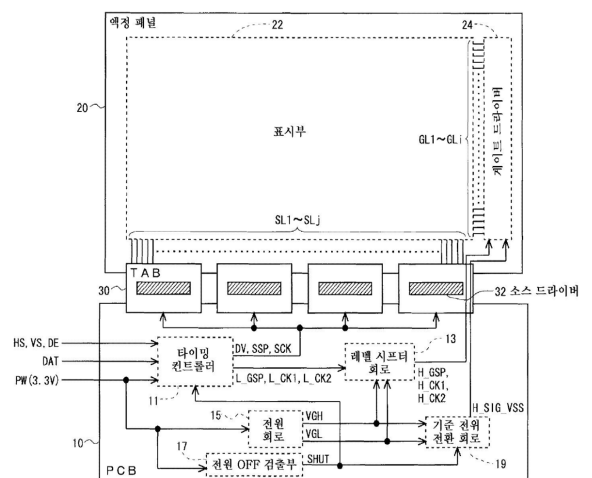 액정 패널
22
24
20
표시부
GL1~GLi
게이트 드라이버
SL1~SLj
TAB
30
32 소스 드라이버
HS,VS,DE
DAT
PW(3.3V)
타이밍
컨트롤러
11
DV,SSP,SCK
L_GSP,L_CK1,L_CK2
레벨 시프터
회로
13
H_GSP,
H_CK1,
H_CK2
H_SIG_VSS
15
전원
회로
VGH
VGL
기준 전위
전환 회로
19
10
17
전원 OFF 검출부
SHUT
PCB